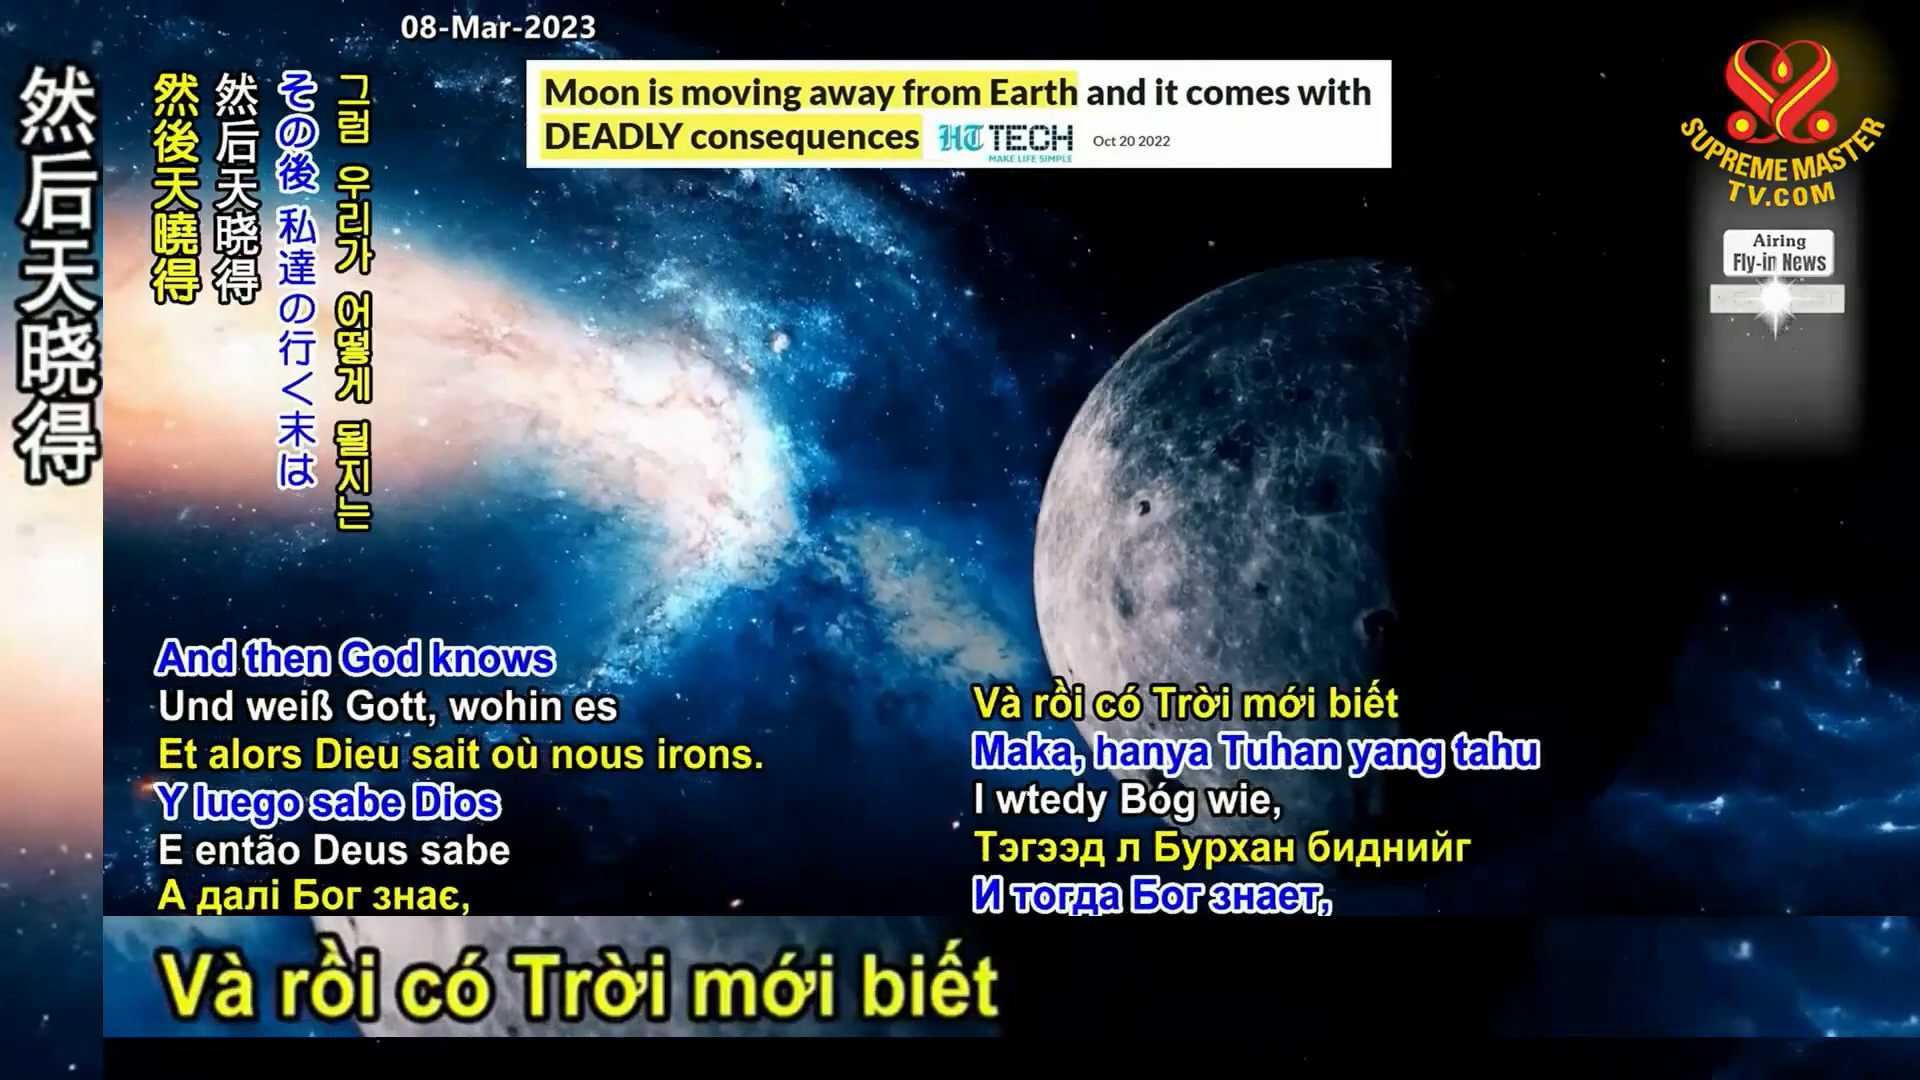 08-Mar-2023
Moon is moving away from Earth and it comes with
DEADLY consequences HT TECH Oct 20 2022
MAKE LIFE SIMPLE
SUPREME MASTER
TV.COM
Airing
Fly-in News
然后天晓得
然後天曉得
然后天晓得
その後 私達の行く末は
그럼 우리가 어떻게 될지는
And then God knows
Und weiß Gott, wohin es
Et alors Dieu sait où nous irons.
Y luego sabe Dios
E então Deus sabe
А далі Бог знає,
Và rồi có Trời mới biết
Maka, hanya Tuhan yang tahu
I wtedy Bóg wie,
Тэгээд л Бурхан биднийг
И тогда Бог знает,
Và rồi có Trời mới biết